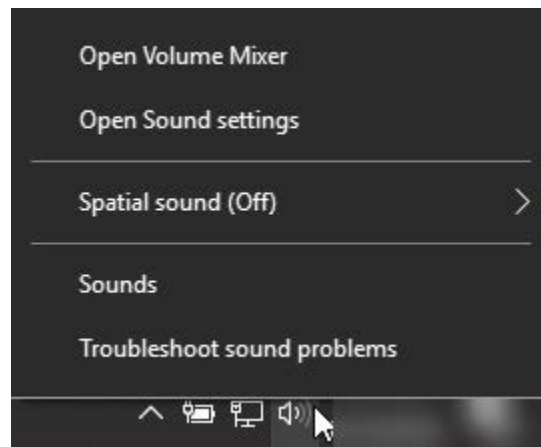 Open Volume Mixer
Open Sound settings
Spatial sound (Off)
Sounds
Troubleshoot sound problems